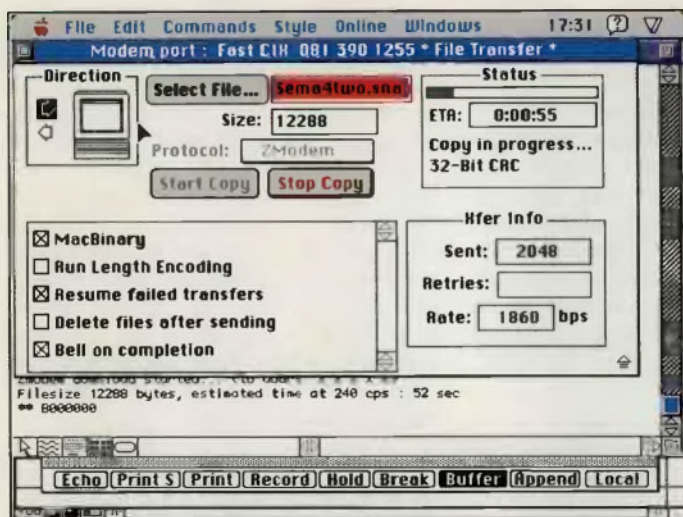 File Edit Commands Style Online Windows 17:31
Modem port : Fast CIX 081 390 1255 * File Transfer *
Direction
Select File...
Sema4two.sna
Size: 12288
Protocol: ZModem
Start Copy
Stop Copy
Status
ETA: 0:00:55
Copy in progress...
32-Bit CRC
MacBinary
Run Length Encoding
Resume failed transfers
Delete files after sending
Bell on completion
Xfer Info
Sent: 2048
Retries:
Rate: 1860 bps
ZModem download started...
Filesize 12288 bytes, estimated time at 240 cps : 52 sec
** B000000
Echo Print S Print Record Hold Break Buffer Append Local